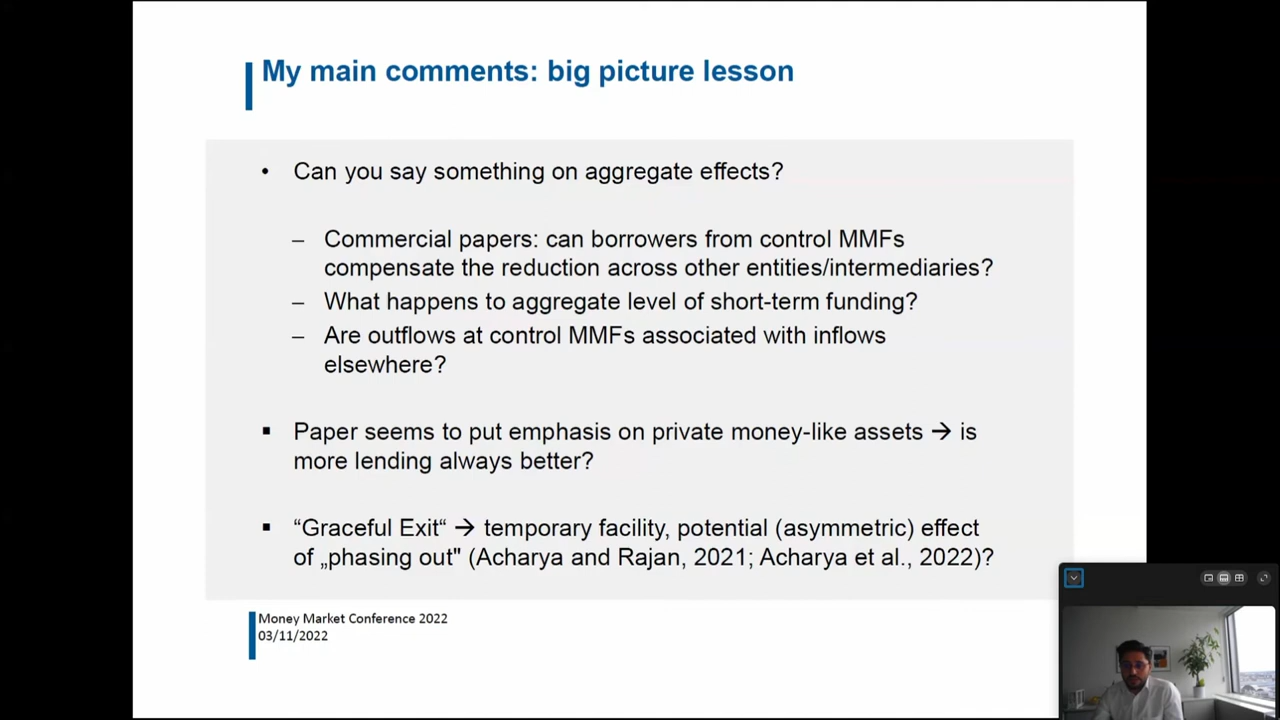 My main comments: big picture lesson
• Can you say something on aggregate effects?
– Commercial papers: can borrowers from control MMFs
compensate the reduction across other entities/intermediaries?
– What happens to aggregate level of short-term funding?
– Are outflows at control MMFs associated with inflows
elsewhere?
▪ Paper seems to put emphasis on private money-like assets → is
more lending always better?
▪ “Graceful Exit“ → temporary facility, potential (asymmetric) effect
of „phasing out" (Acharya and Rajan, 2021; Acharya et al., 2022)?
Money Market Conference 2022
03/11/2022